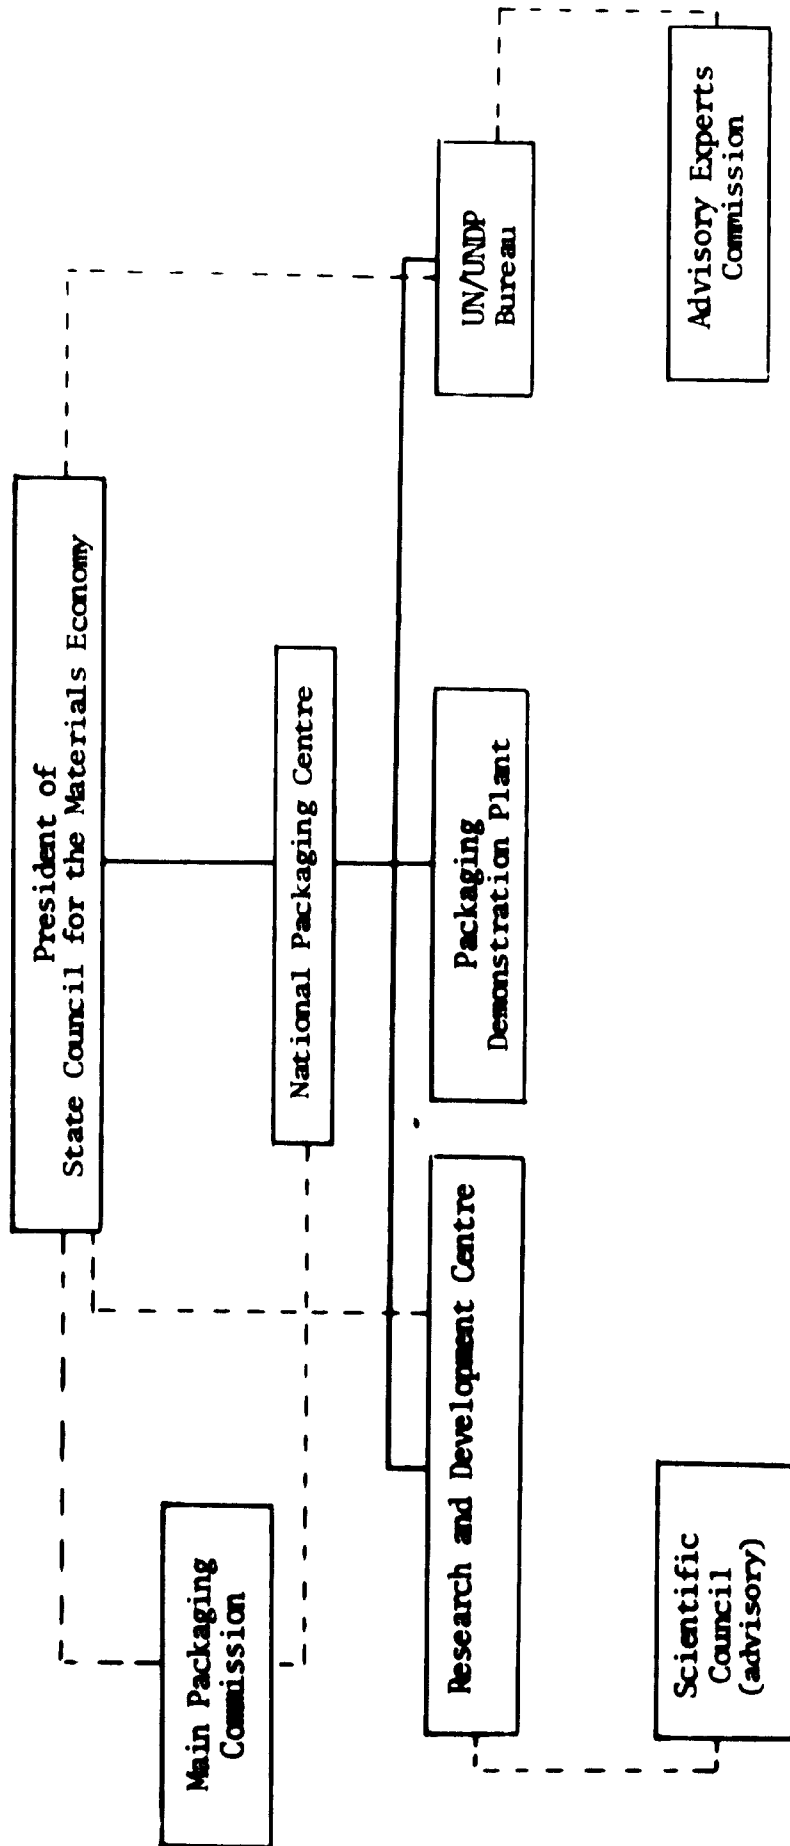 President of
State Council for the Materials Economy
Main Packaging
Commission
National Packaging Centre
Research and Development Centre
Packaging
Demonstration Plant
UN/UNDP
Bureau
Scientific
Council
(advisory)
Advisory Experts
Commission